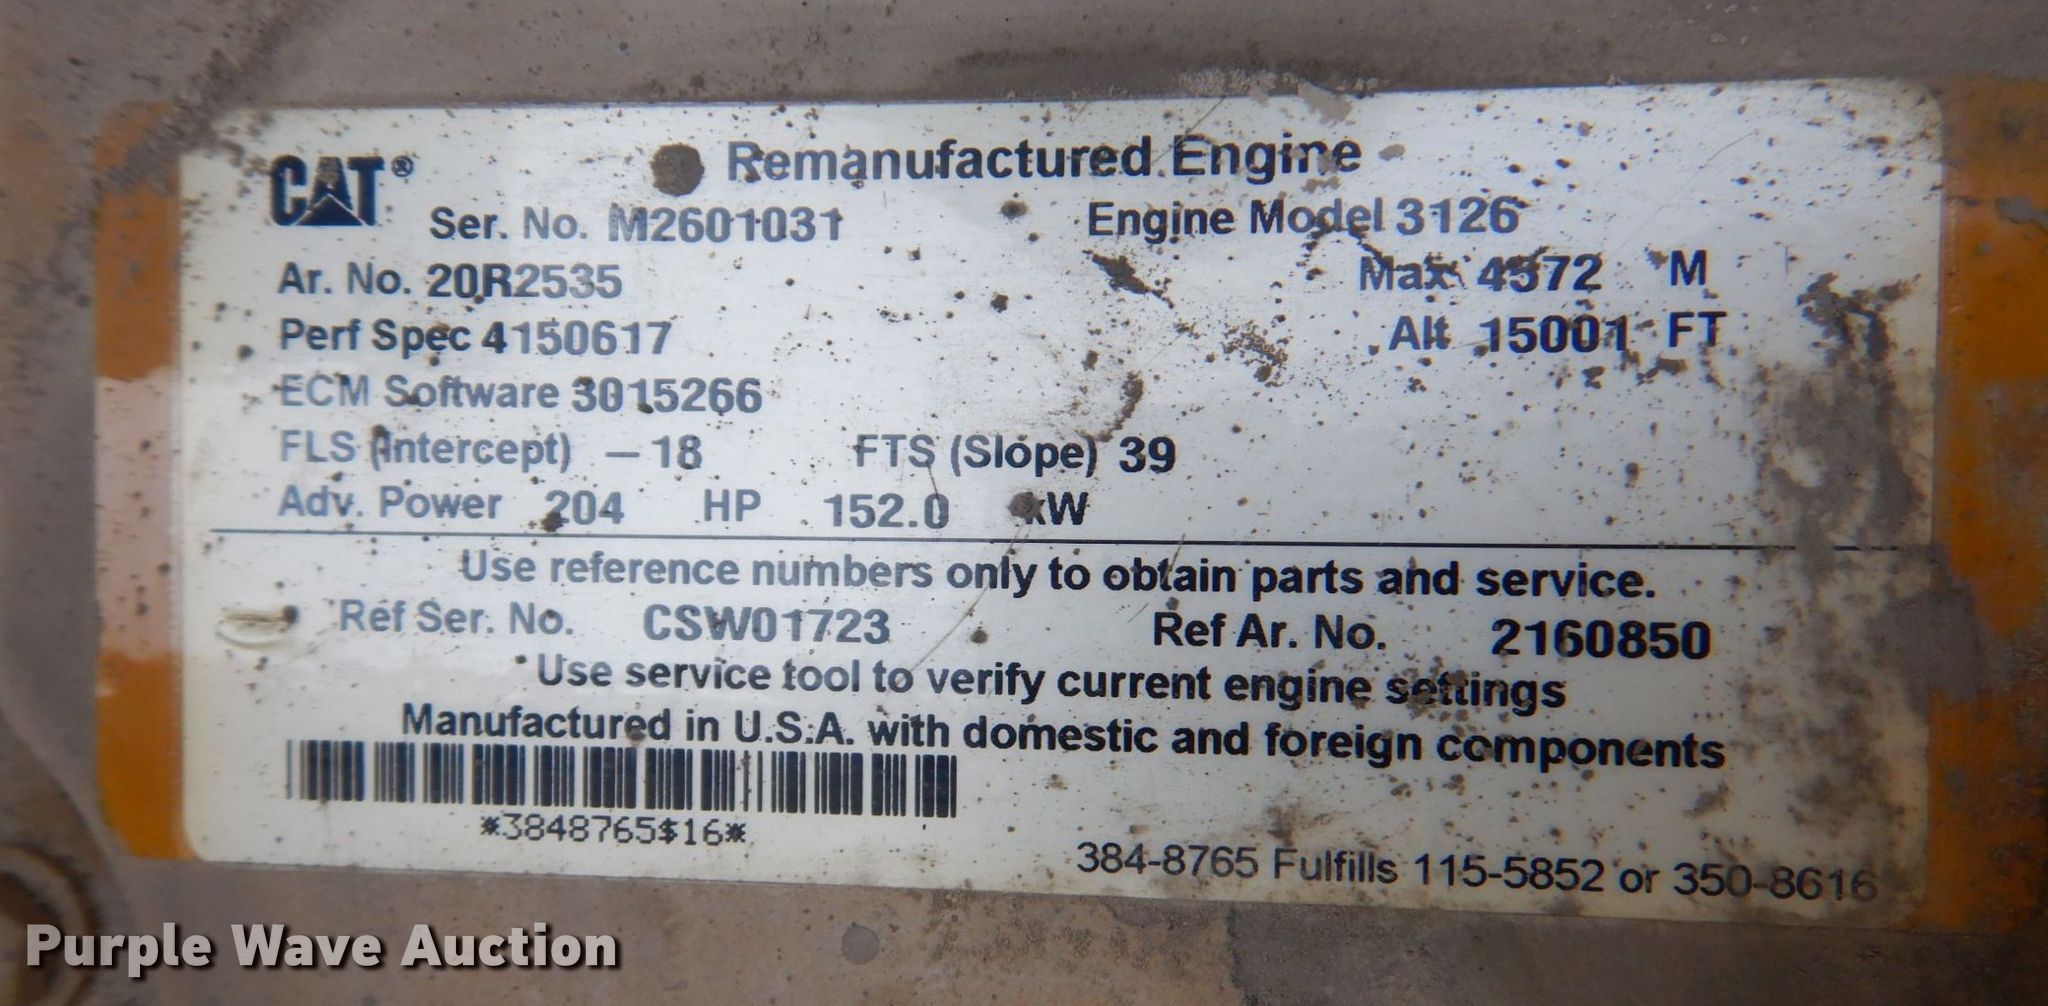 CAT® Remanufactured Engine
Ser. No. M2601031 Engine Model 3126
Ar. No. 20R2535 Max 4572 M
Perf Spec 4150617 Alt 15001 FT
ECM Software 3015266
FLS (Intercept) -18 FTS (Slope) 39
Adv. Power 204 HP 152.0 kW
Use reference numbers only to obtain parts and service.
Ref Ser. No. CSW01723 Ref Ar. No. 2160850
Use service tool to verify current engine settings
Manufactured in U.S.A. with domestic and foreign components
*3848765$16*
384-8765 Fulfills 115-5852 or 350-8616
Purple Wave Auction